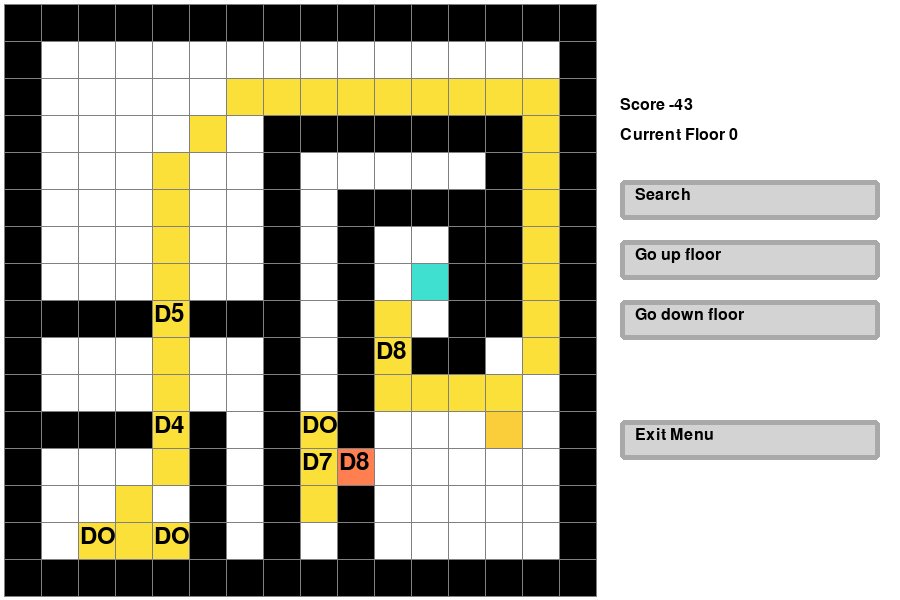 Score -43
Current Floor 0
Search
Go up floor
Go down floor
Exit Menu
D5
D8
D4
DO
D7 D8
DO DO